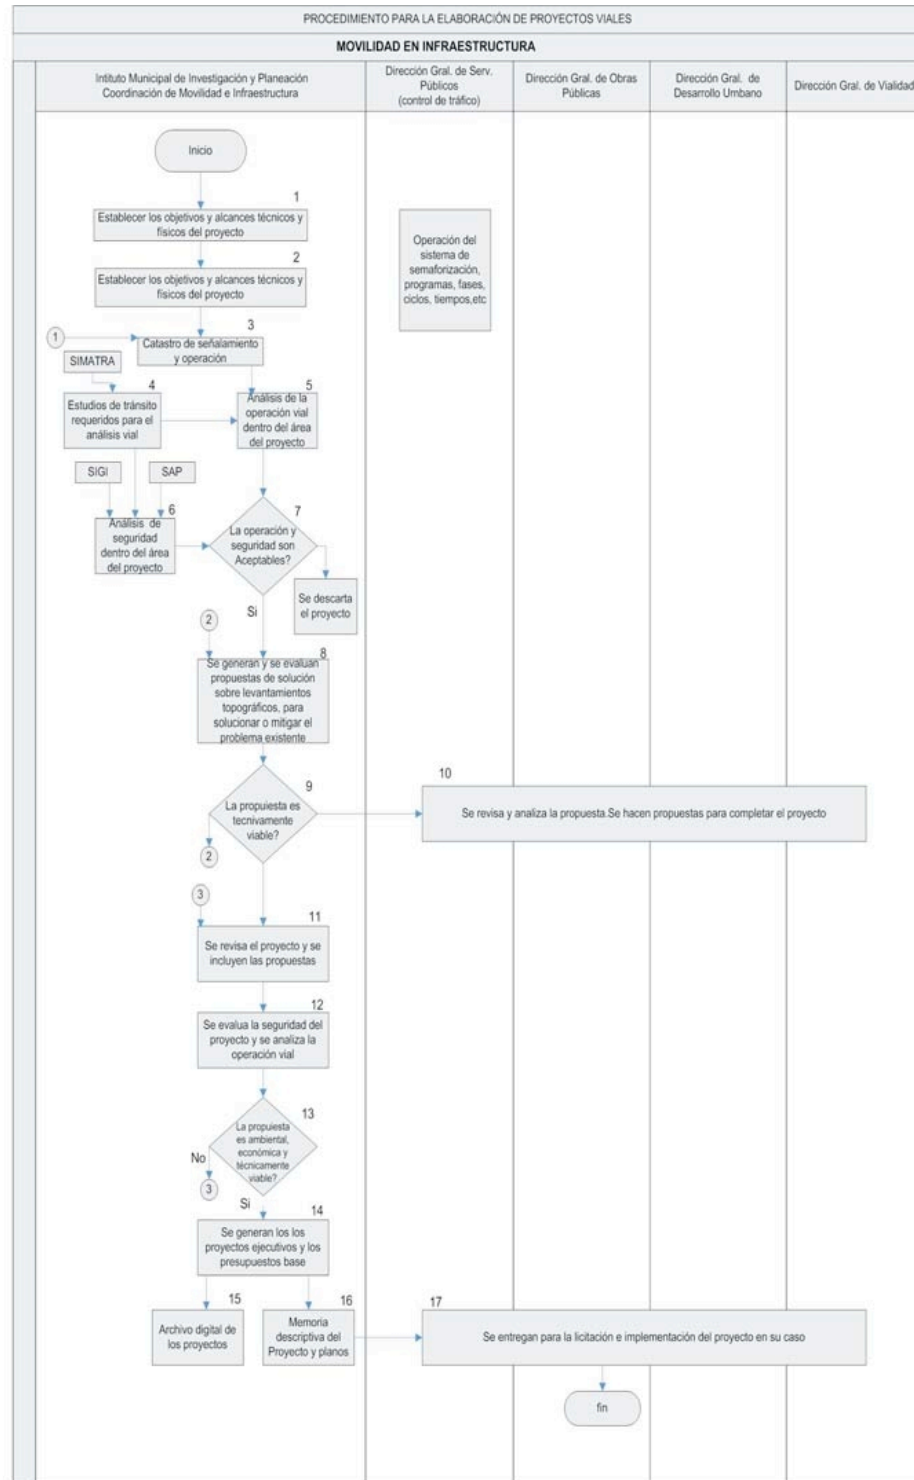 PROCEDIMIENTO PARA LA ELABORACIÓN DE PROYECTOS VIALES
MOVILIDAD EN INFRAESTRUCTURA
Intituto Municipal de Investigación y Planeación
Coordinación de Movilidad e Infraestructura
Dirección Gral. de Serv.
Públicos
(control de tráfico)
Dirección Gral. de Obras
Públicas
Dirección Gral. de
Desarrollo Urbano
Dirección Gral. de Vialidad
Inicio
1
Establecer los objetivos y alcances técnicos y
físicos del proyecto
2
Establecer los objetivos y alcances técnicos y
físicos del proyecto
Operación del
sistema de
semaforización,
programas, fases,
ciclos, tiempos,etc
3
1
Catastro de señalamiento
y operación
SIMATRA
4
Estudios de tránsito
requeridos para el
análisis vial
5
Análisis de la
operación vial
dentro del área
del proyecto
SIGI
SAP
6
Análisis de
seguridad
dentro del área
del proyecto
7
La operación y
seguridad son
Aceptables?
Se descarta
el proyecto
Si
2
8
Se generan y se evaluan
propuestas de solución
sobre levantamientos
topográficos, para
solucionar o mitigar el
problema existente
9
La propuiesta es
tecnivamente
viable?
2
10
Se revisa y analiza la propuesta.Se hacen propuestas para completar el proyecto
3
11
Se revisa el proyecto y se
incluyen las propuestas
12
Se evalua la seguridad del
proyecto y se analiza la
operación vial
13
La propuiesta
es ambiental,
económica y
técnicamente
viable?
No
3
Si
14
Se generan los los
proyectos ejecutivos y los
presupuestos base
15
Archivo digital de
los proyectos
16
Memoria
descriptiva del
Proyecto y planos
17
Se entregan para la licitación e implementación del proyecto en su caso
fin